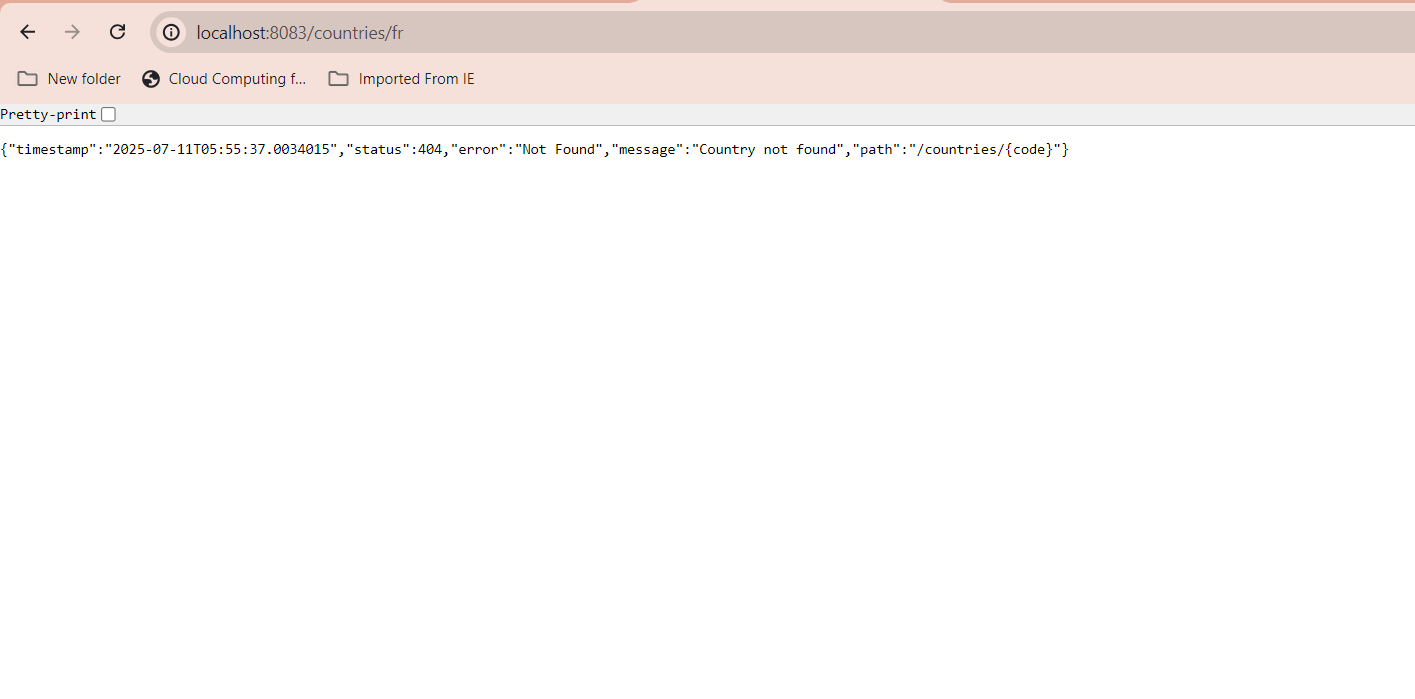 localhost:8083/countries/fr
New folder Cloud Computing f... Imported From IE
Pretty-print
{"timestamp":"2025-07-11T05:55:37.0034015","status":404,"error":"Not Found","message":"Country not found","path":"/countries/{code}"}